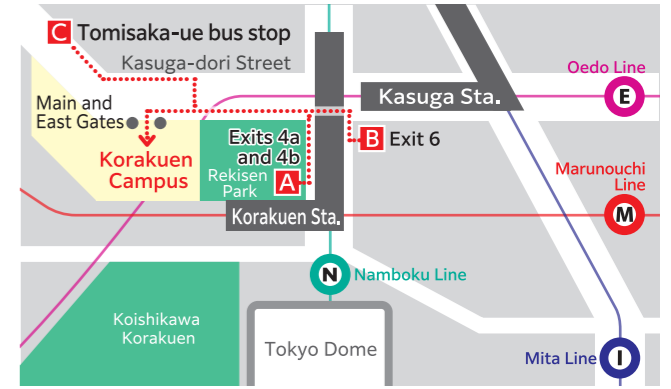 C Tomisaka-ue bus stop
Kasuga-dori Street
Oedo Line
E
Kasuga Sta.
Main and
East Gates
Exits 4a
and 4b
B Exit 6
Korakuen
Campus
Rekisen
Park
A
Marunouchi
Line
M
Korakuen Sta.
N Namboku Line
Koishikawa
Korakuen
Tokyo Dome
Mita Line I